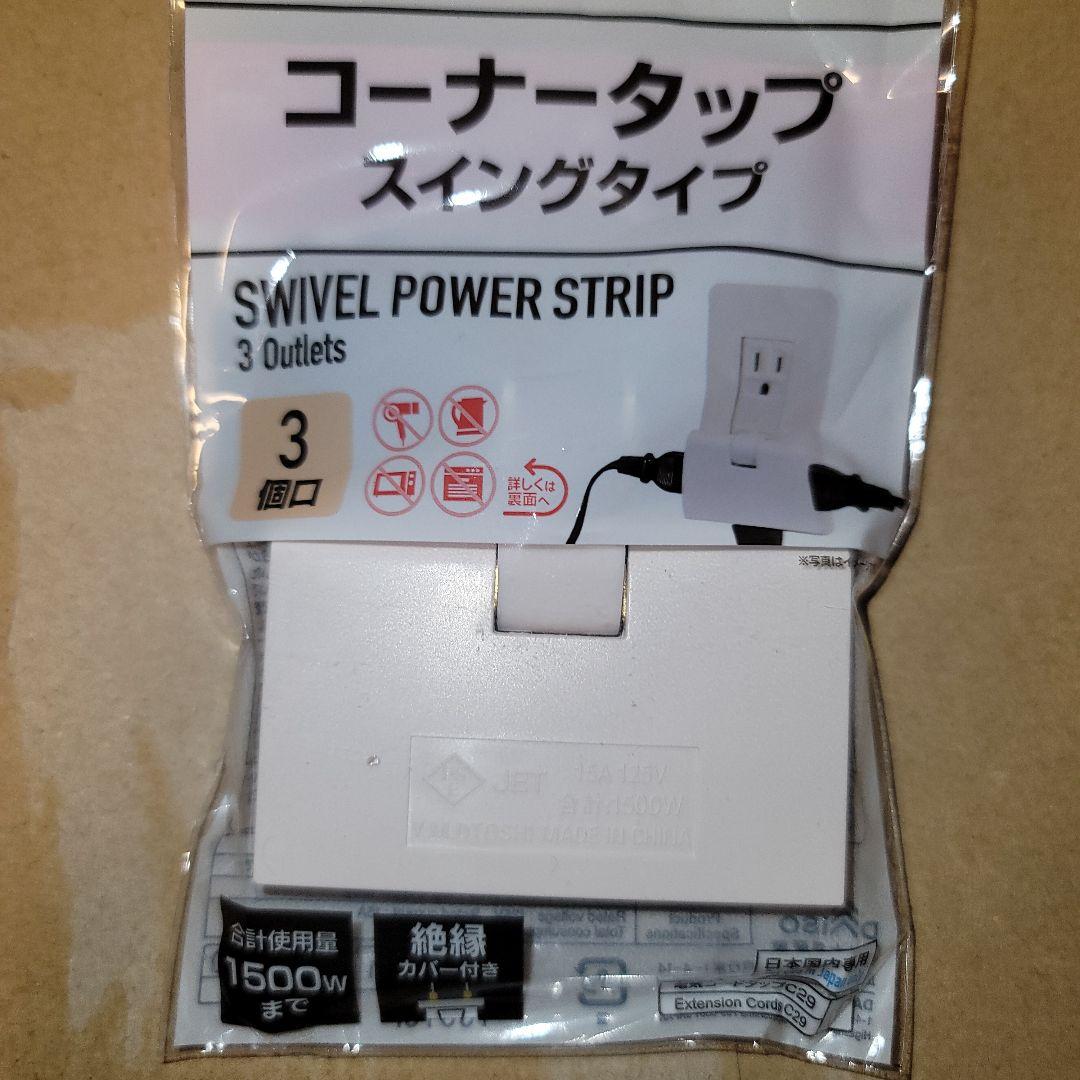 コーナータップ
スイングタイプ
SWIVEL POWER STRIP
3 Outlets
3
個口
詳しくは
裏面へ
※写真はイメージ
JET 15A 125V
合計1500W
MADE IN CHINA
合計使用量
1500W
まで
絶縁
カバー付き
日本国内専用
Extension Cords C29